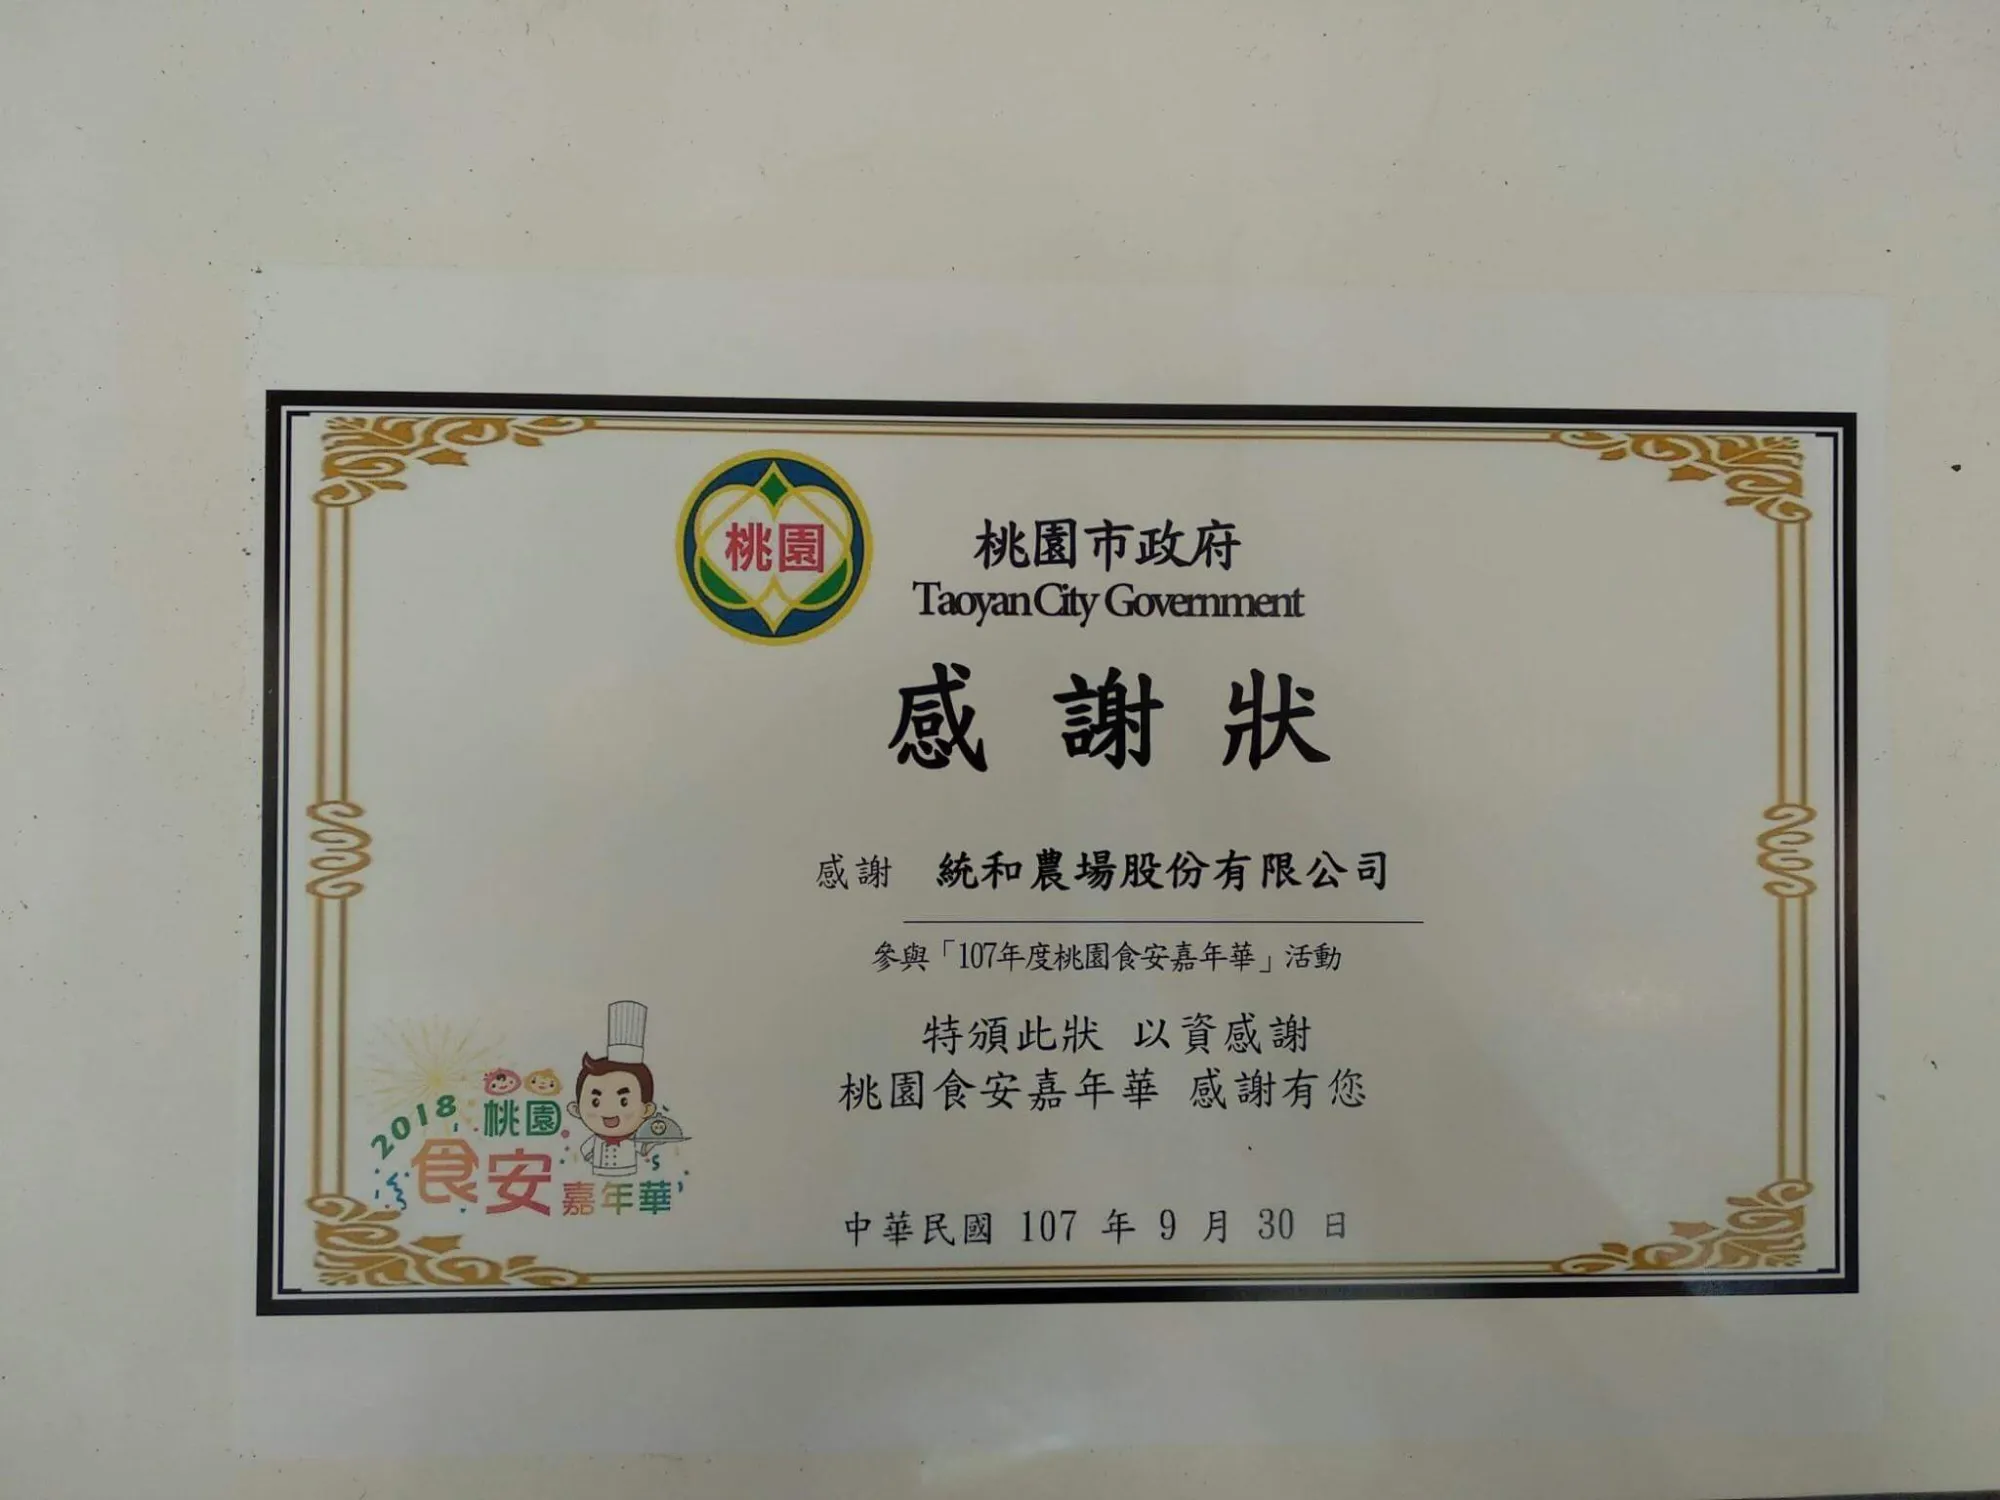 桃園
桃園市政府
Taoyan City Government
感謝狀
感謝 統和農場股份有限公司
參與「107年度桃園食安嘉年華」活動
特頒此狀 以資感謝
桃園食安嘉年華 感謝有您
2018 桃園
食安嘉年華
中華民國 107 年 9 月 30 日